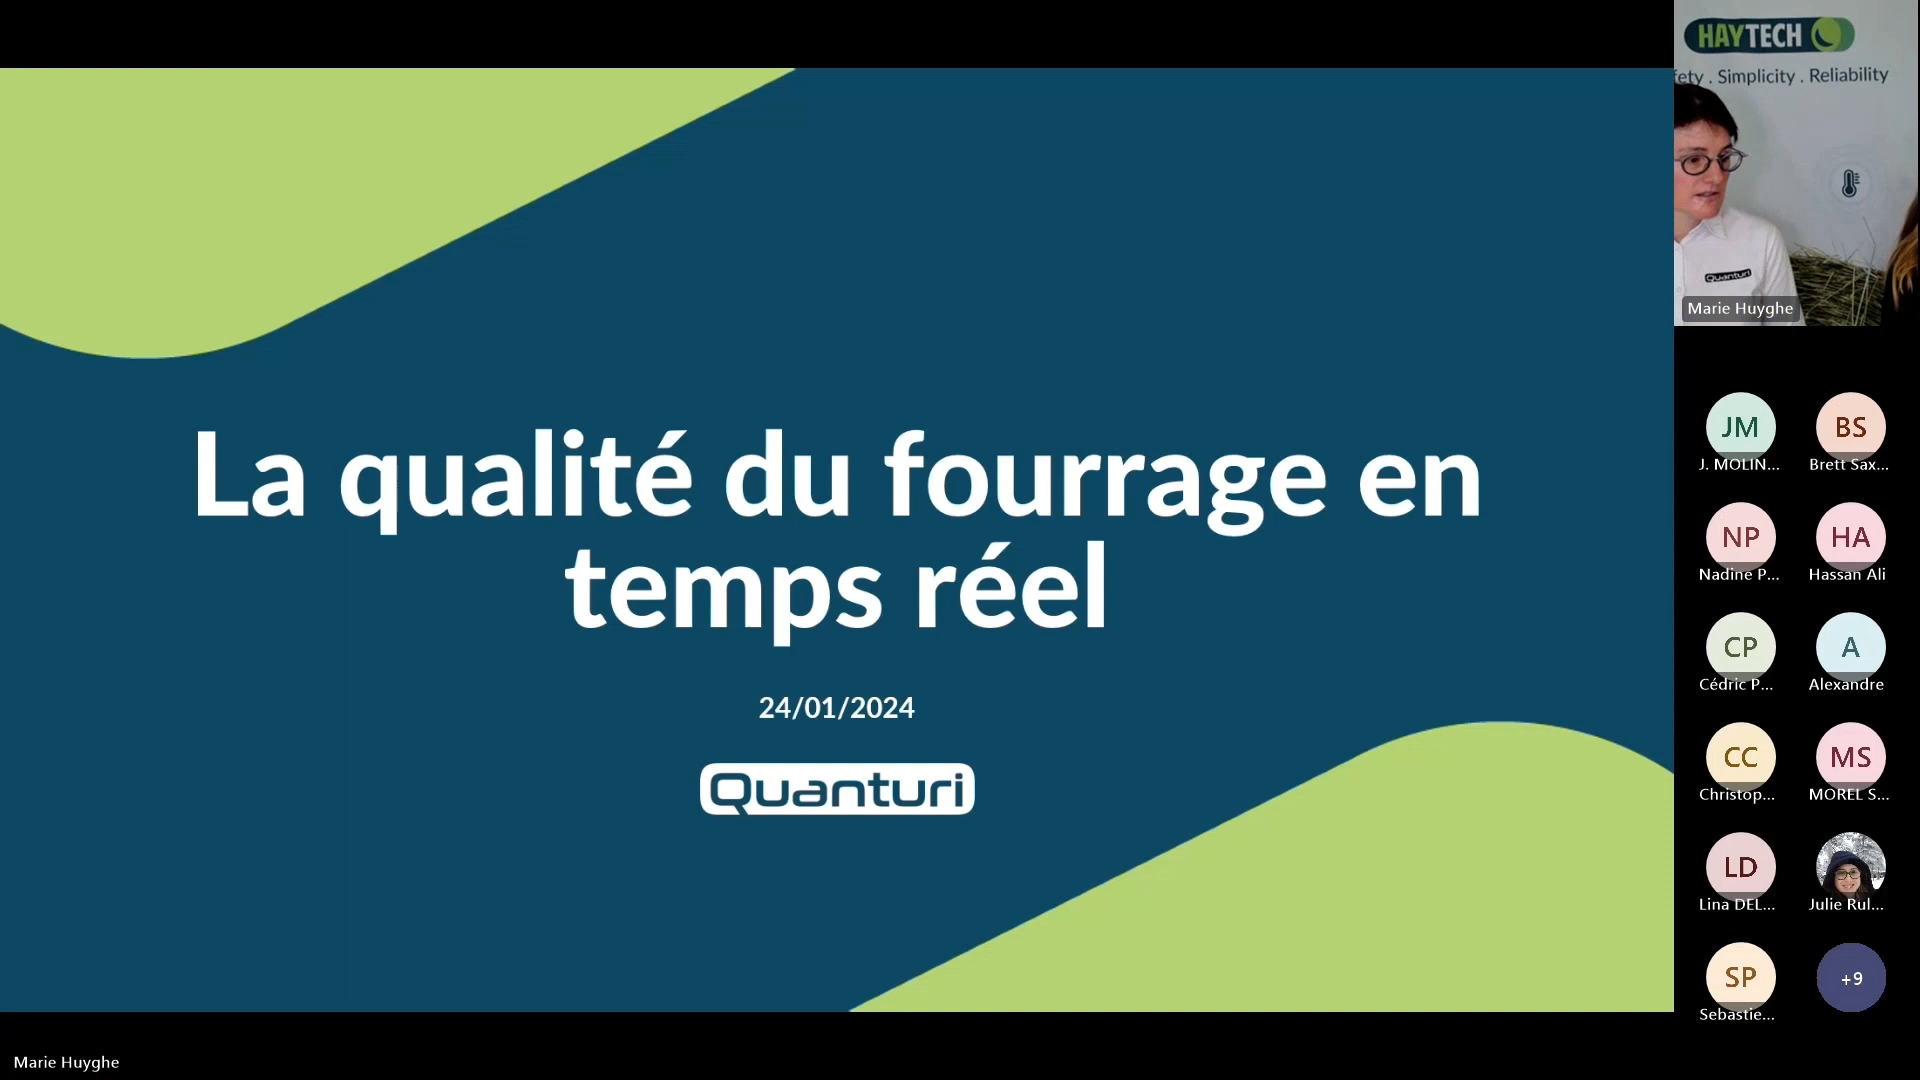 La qualité du fourrage en
temps réel
24/01/2024
Quanturi
HAYTECH
fety . Simplicity . Reliability
Quanturi
Marie Huyghe
JM
BS
J. MOLIN...
Brett Sax...
NP
HA
Nadine P...
Hassan Ali
CP
A
Cédric P...
Alexandre
CC
MS
Christop...
MOREL S...
LD
Lina DEL...
Julie Rul...
SP
+9
Sebastie...
Marie Huyghe